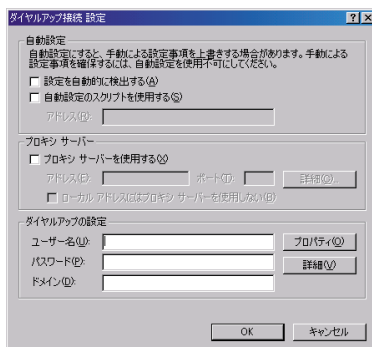 ダイヤルアップ接続 設定
自動設定
自動設定にすると、手動による設定事項を上書きする場合があります。手動による
設定事項を確保するには、自動設定を使用不可にしてください。
設定を自動的に検出する(A)
自動設定のスクリプトを使用する(S)
アドレス(R):
プロキシ サーバー
プロキシ サーバーを使用する(X)
アドレス(E): ポート(T): 詳細(C)...
ローカル アドレスにはプロキシ サーバーを使用しない(B)
ダイヤルアップの設定
ユーザー名(U): プロパティ(O)
パスワード(P): 詳細(V)
ドメイン(D):
OK キャンセル